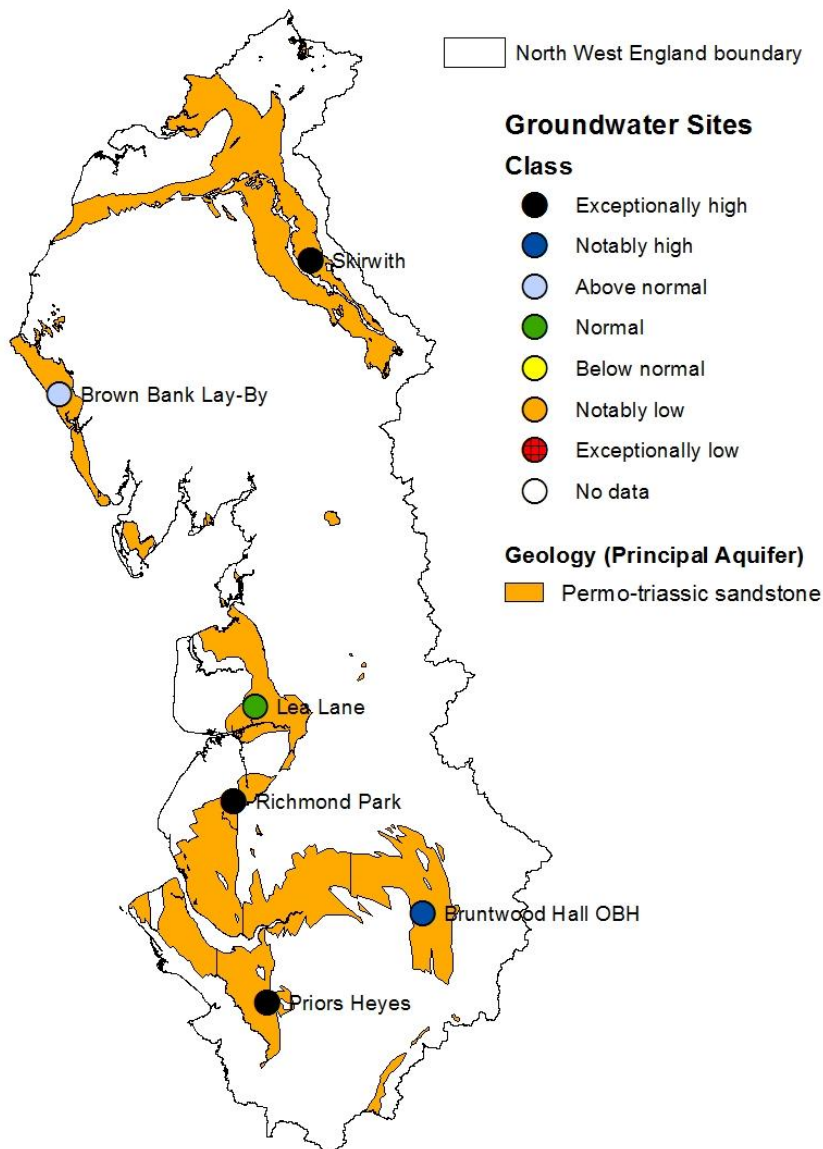 North West England boundary
Groundwater Sites
Class
Exceptionally high
Notably high
Above normal
Normal
Below normal
Notably low
Exceptionally low
No data
Geology (Principal Aquifer)
Permo-triassic sandstone
Skirwith
Brown Bank Lay-By
Lea Lane
Richmond Park
Bruntwood Hall OBH
Priors Heyes